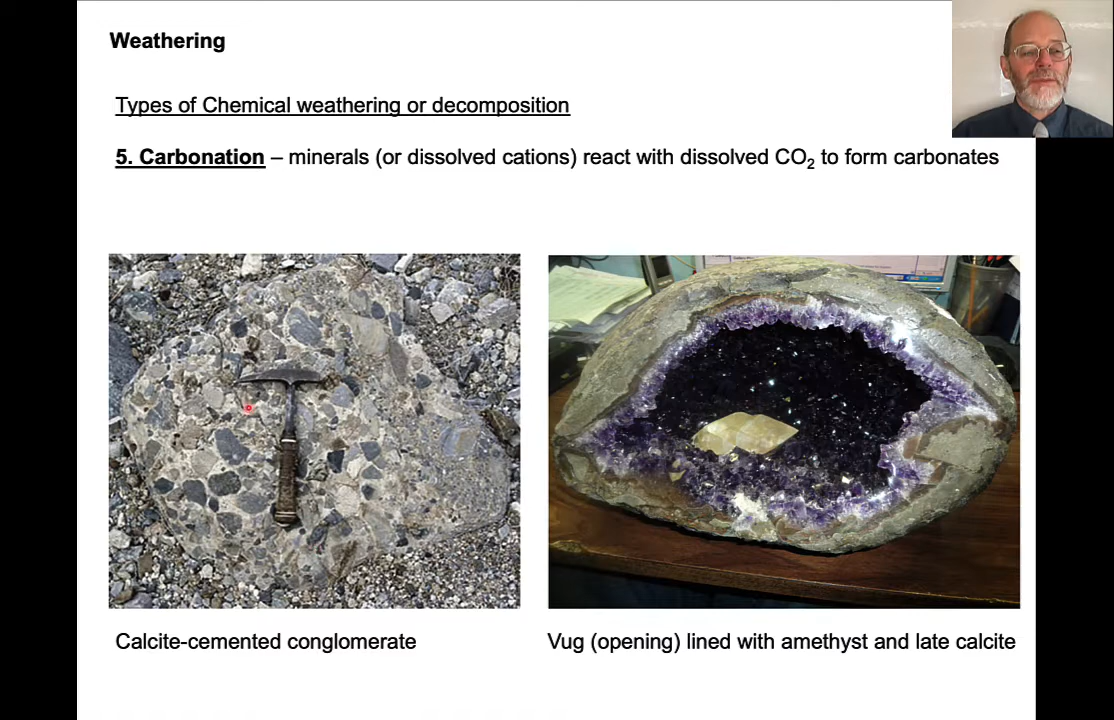 Weathering
Types of Chemical weathering or decomposition
5. Carbonation – minerals (or dissolved cations) react with dissolved CO₂ to form carbonates
Calcite-cemented conglomerate
Vug (opening) lined with amethyst and late calcite